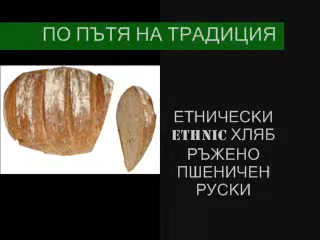 ПО ПЪТЯ НА ТРАДИЦИЯ
ЕТНИЧЕСКИ
ETHNIC ХЛЯБ
РЪЖЕНО
ПШЕНИЧЕН
РУСКИ